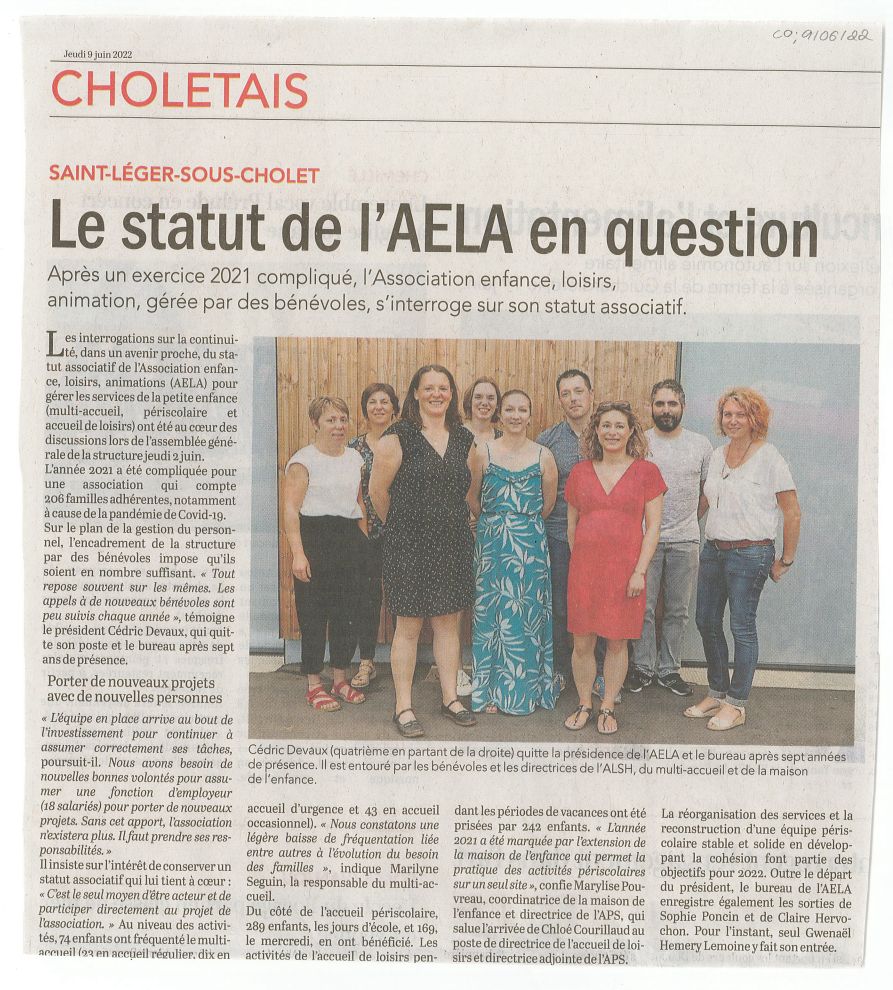 CO; 9/06/22
Jeudi 9 juin 2022
CHOLETAIS
SAINT-LÉGER-SOUS-CHOLET
Le statut de l'AELA en question
Après un exercice 2021 compliqué, l'Association enfance, loisirs,
animation, gérée par des bénévoles, s'interroge sur son statut associatif.
Les interrogations sur la continui-
té, dans un avenir proche, du sta-
tut associatif de l'Association enfan-
ce, loisirs, animations (AELA) pour
gérer les services de la petite enfance
(multi-accueil, périscolaire et
accueil de loisirs) ont été au cœur des
discussions lors de l'assemblée géné-
rale de la structure jeudi 2 juin.
L'année 2021 a été compliquée pour
une association qui compte
206 familles adhérentes, notamment
à cause de la pandémie de Covid-19.
Sur le plan de la gestion du person-
nel, l'encadrement de la structure
par des bénévoles impose qu'ils
soient en nombre suffisant. « Tout
repose souvent sur les mêmes. Les
appels à de nouveaux bénévoles sont
peu suivis chaque année », témoigne
le président Cédric Devaux, qui quit-
te son poste et le bureau après sept
ans de présence.
Porter de nouveaux projets
avec de nouvelles personnes
« L'équipe en place arrive au bout de
l'investissement pour continuer à
assumer correctement ses tâches,
poursuit-il. Nous avons besoin de
nouvelles bonnes volontés pour assu-
mer une fonction d'employeur
(18 salariés) pour porter de nouveaux
projets. Sans cet apport, l'association
n'existera plus. Il faut prendre ses res-
ponsabilités. »
Il insiste sur l'intérêt de conserver un
statut associatif qui lui tient à cœur :
« C'est le seul moyen d'être acteur et de
participer directement au projet de
l'association. » Au niveau des activi-
tés, 74 enfants ont fréquenté le multi-
accueil (23 en accueil régulier, dix en
Cédric Devaux (quatrième en partant de la droite) quitte la présidence de l'AELA et le bureau après sept années
de présence. Il est entouré par les bénévoles et les directrices de l'ALSH, du multi-accueil et de la maison
de l'enfance.
accueil d'urgence et 43 en accueil
occasionnel). « Nous constatons une
légère baisse de fréquentation liée
entre autres à l'évolution du besoin
des familles », indique Marilyne
Seguin, la responsable du multi-ac-
cueil.
Du côté de l'accueil périscolaire,
289 enfants, les jours d'école, et 169,
le mercredi, en ont bénéficié. Les
activités de l'accueil de loisirs pen-
dant les périodes de vacances ont été
prisées par 242 enfants. « L'année
2021 a été marquée par l'extension de
la maison de l'enfance qui permet la
pratique des activités périscolaires
sur un seul site », confie Marylise Pou-
vreau, coordinatrice de la maison de
l'enfance et directrice de l'APS, qui
salue l'arrivée de Chloé Courillaud au
poste de directrice de l'accueil de loi-
sirs et directrice adjointe de l'APS.
La réorganisation des services et la
reconstruction d'une équipe péris-
colaire stable et solide en dévelop-
pant la cohésion font partie des
objectifs pour 2022. Outre le départ
du président, le bureau de l'AELA
enregistre également les sorties de
Sophie Poncin et de Claire Hervo-
chon. Pour l'instant, seul Gwenaël
Hemery Lemoine y fait son entrée.